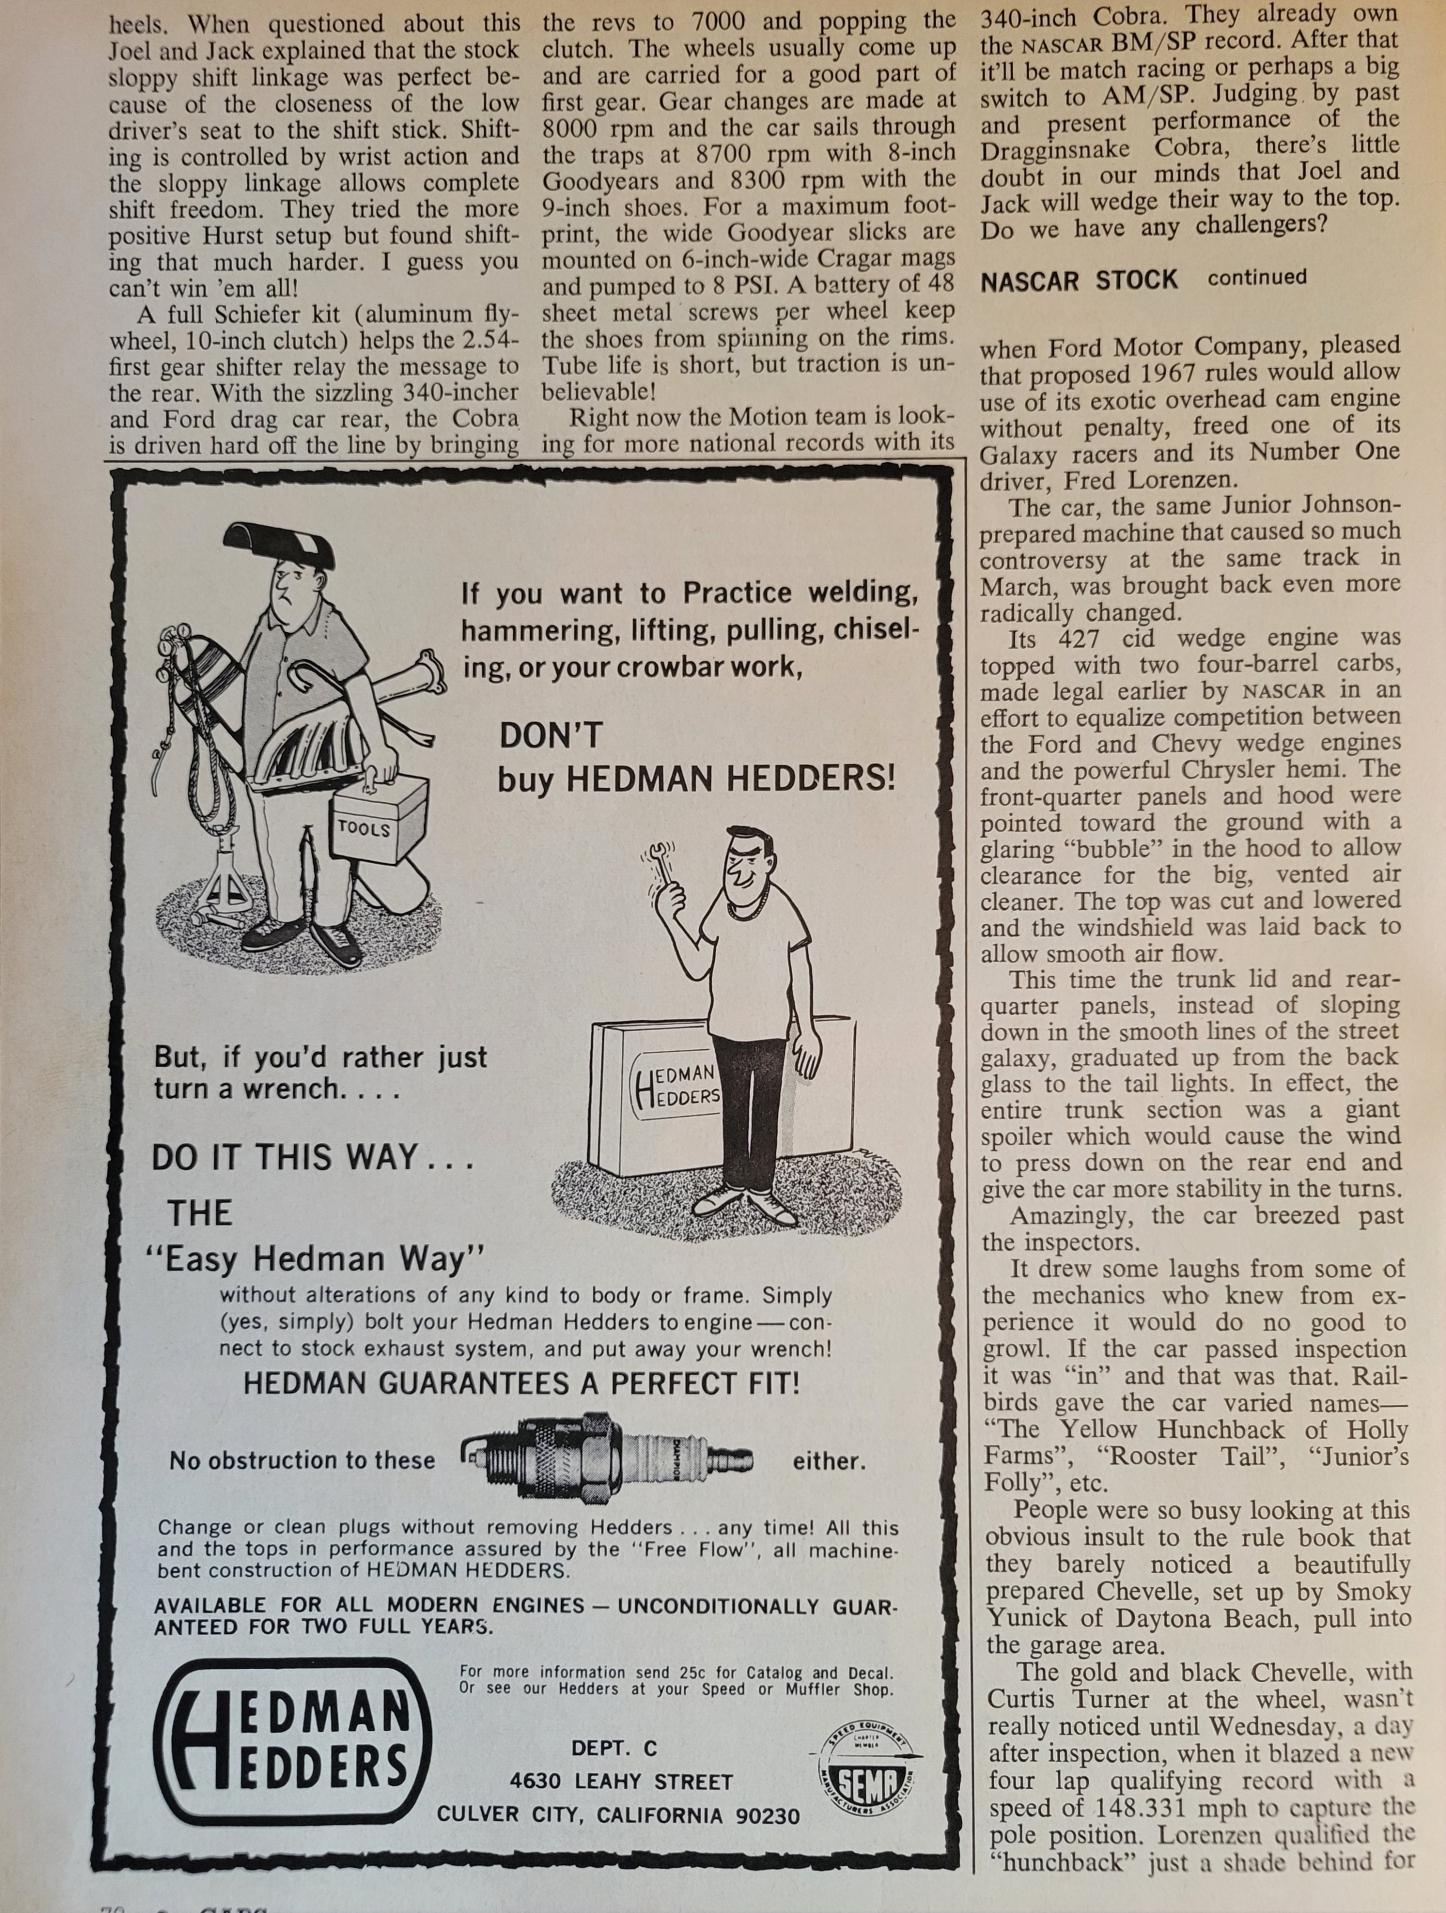 heels. When questioned about this
Joel and Jack explained that the stock
sloppy shift linkage was perfect be-
cause of the closeness of the low
driver's seat to the shift stick. Shift-
ing is controlled by wrist action and
the sloppy linkage allows complete
shift freedom. They tried the more
positive Hurst setup but found shift-
ing that much harder. I guess you
can't win 'em all!
A full Schiefer kit (aluminum fly-
wheel, 10-inch clutch) helps the 2.54-
first gear shifter relay the message to
the rear. With the sizzling 340-incher
and Ford drag car rear, the Cobra
is driven hard off the line by bringing
the revs to 7000 and popping the
clutch. The wheels usually come up
and are carried for a good part of
first gear. Gear changes are made at
8000 rpm and the car sails through
the traps at 8700 rpm with 8-inch
Goodyears and 8300 rpm with the
9-inch shoes. For a maximum foot-
print, the wide Goodyear slicks are
mounted on 6-inch-wide Cragar mags
and pumped to 8 PSI. A battery of 48
sheet metal screws per wheel keep
the shoes from spinning on the rims.
Tube life is short, but traction is un-
believable!
Right now the Motion team is look-
ing for more national records with its
340-inch Cobra. They already own
the NASCAR BM/SP record. After that
it'll be match racing or perhaps a big
switch to AM/SP. Judging by past
and present performance of the
Dragginsnake Cobra, there's little
doubt in our minds that Joel and
Jack will wedge their way to the top.
Do we have any challengers?
NASCAR STOCK continued
when Ford Motor Company, pleased
that proposed 1967 rules would allow
use of its exotic overhead cam engine
without penalty, freed one of its
Galaxy racers and its Number One
driver, Fred Lorenzen.
The car, the same Junior Johnson-
prepared machine that caused so much
controversy at the same track in
March, was brought back even more
radically changed.
Its 427 cid wedge engine was
topped with two four-barrel carbs,
made legal earlier by NASCAR in an
effort to equalize competition between
the Ford and Chevy wedge engines
and the powerful Chrysler hemi. The
front-quarter panels and hood were
pointed toward the ground with a
glaring "bubble" in the hood to allow
clearance for the big, vented air
cleaner. The top was cut and lowered
and the windshield was laid back to
allow smooth air flow.
This time the trunk lid and rear-
quarter panels, instead of sloping
down in the smooth lines of the street
galaxy, graduated up from the back
glass to the tail lights. In effect, the
entire trunk section was a giant
spoiler which would cause the wind
to press down on the rear end and
give the car more stability in the turns.
Amazingly, the car breezed past
the inspectors.
It drew some laughs from some of
the mechanics who knew from ex-
perience it would do no good to
growl. If the car passed inspection
it was "in" and that was that. Rail-
birds gave the car varied names—
"The Yellow Hunchback of Holly
Farms", "Rooster Tail", "Junior's
Folly", etc.
People were so busy looking at this
obvious insult to the rule book that
they barely noticed a beautifully
prepared Chevelle, set up by Smoky
Yunick of Daytona Beach, pull into
the garage area.
The gold and black Chevelle, with
Curtis Turner at the wheel, wasn't
really noticed until Wednesday, a day
after inspection, when it blazed a new
four lap qualifying record with a
speed of 148.331 mph to capture the
pole position. Lorenzen qualified the
"hunchback" just a shade behind for
If you want to Practice welding,
hammering, lifting, pulling, chisel-
ing, or your crowbar work,
DON'T
buy HEDMAN HEDDERS!
TOOLS
HEDMAN
HEDDERS
But, if you'd rather just
turn a wrench. . . .
DO IT THIS WAY . . .
THE
"Easy Hedman Way"
without alterations of any kind to body or frame. Simply
(yes, simply) bolt your Hedman Hedders to engine — con-
nect to stock exhaust system, and put away your wrench!
HEDMAN GUARANTEES A PERFECT FIT!
No obstruction to these either.
CHAMPION
Change or clean plugs without removing Hedders . . . any time! All this
and the tops in performance assured by the "Free Flow", all machine-
bent construction of HEDMAN HEDDERS.
AVAILABLE FOR ALL MODERN ENGINES — UNCONDITIONALLY GUAR-
ANTEED FOR TWO FULL YEARS.
HEDMAN
HEDDERS
For more information send 25c for Catalog and Decal.
Or see our Hedders at your Speed or Muffler Shop.
DEPT. C
4630 LEAHY STREET
CULVER CITY, CALIFORNIA 90230
SPEED EQUIPMENT
CHARTER
MEMBER
SEMA
MANUFACTURERS ASSOCIATION